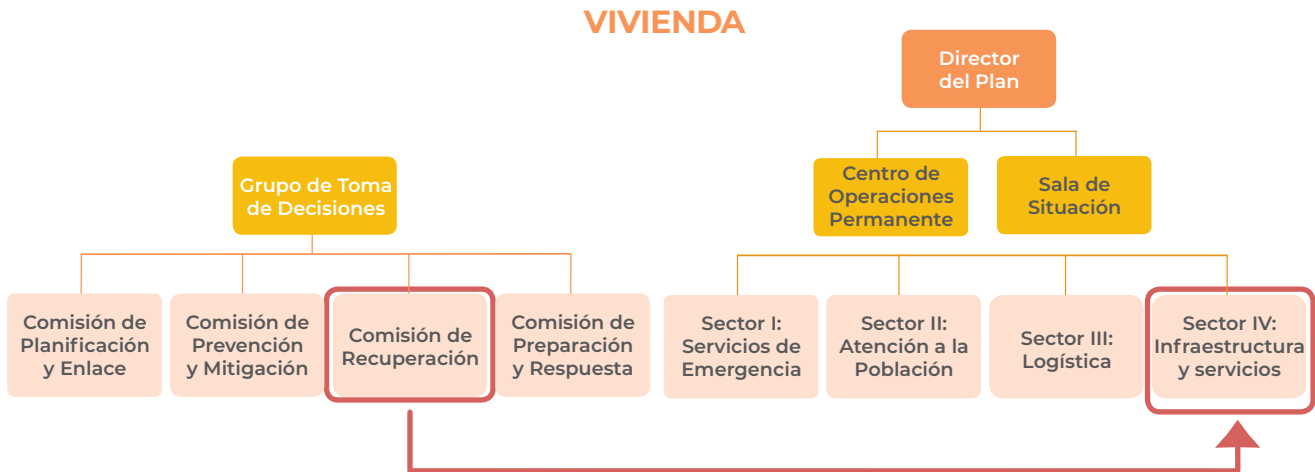 VIVIENDA
Director
del Plan
Grupo de Toma
de Decisiones
Centro de
Operaciones
Permanente
Sala de
Situación
Comisión de
Planificación
y Enlace
Comisión de
Prevención
y Mitigación
Comisión de
Recuperación
Comisión de
Preparación
y Respuesta
Sector I:
Servicios de
Emergencia
Sector II:
Atención a la
Población
Sector III:
Logística
Sector IV:
Infraestructura
y servicios